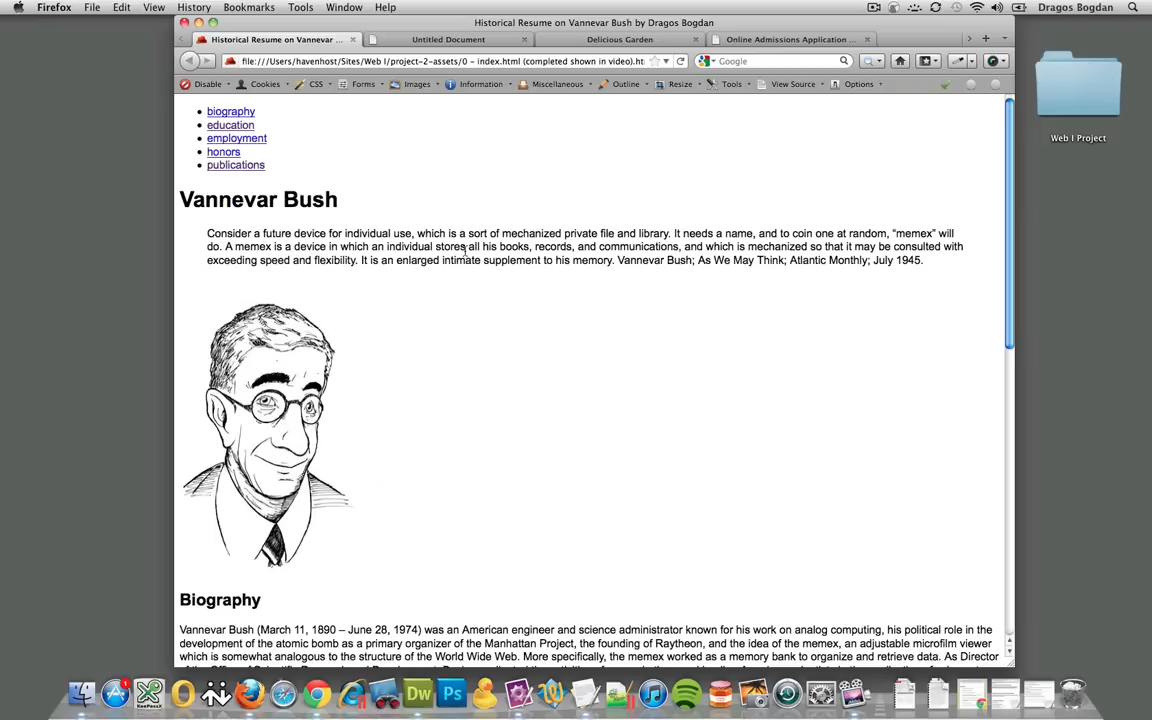 Firefox File Edit View History Bookmarks Tools Window Help Dragos Bogdan
Historical Resume on Vannevar Bush by Dragos Bogdan
Historical Resume on Vannevar ... Untitled Document Delicious Garden Online Admissions Application ...
file:///Users/havenhost/Sites/Web I/project-2-assets/0 - index.html (completed shown in video).ht Google
Disable Cookies CSS Forms Images Information Miscellaneous Outline Resize Tools View Source Options
biography
education
employment
honors
publications
Web I Project
Vannevar Bush
Consider a future device for individual use, which is a sort of mechanized private file and library. It needs a name, and to coin one at random, “memex” will
do. A memex is a device in which an individual stores all his books, records, and communications, and which is mechanized so that it may be consulted with
exceeding speed and flexibility. It is an enlarged intimate supplement to his memory. Vannevar Bush; As We May Think; Atlantic Monthly; July 1945.
Biography
Vannevar Bush (March 11, 1890 – June 28, 1974) was an American engineer and science administrator known for his work on analog computing, his political role in the
development of the atomic bomb as a primary organizer of the Manhattan Project, the founding of Raytheon, and the idea of the memex, an adjustable microfilm viewer
which is somewhat analogous to the structure of the World Wide Web. More specifically, the memex worked as a memory bank to organize and retrieve data. As Director
KeePassX
Dw
Ps